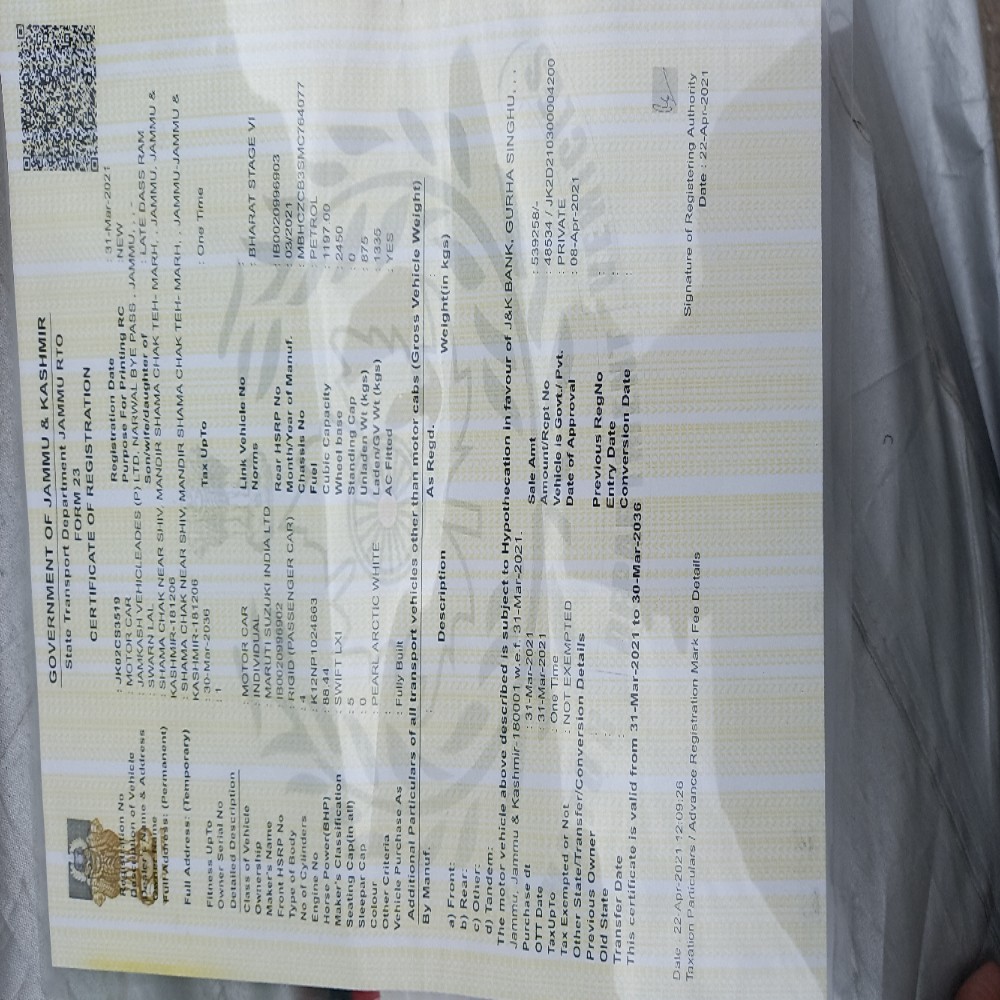 GOVERNMENT OF JAMMU & KASHMIR
State Transport Department JAMMU RTO
FORM 23
CERTIFICATE OF REGISTRATION
Registration No : JK02CS3519 Registration Date : 31-Mar-2021
Description of Vehicle MOTOR CAR Purpose For Printing RC NEW
Dealer's Name & Address JAMKASH VEHICLEADES (P) LTD. NARWAL BYE PASS , JAMMU, , , -
: SWARN LAL Son/wife/daughter of : LATE DASS RAM
Full Address: (Permanent) : SHAMA CHAK NEAR SHIV, MANDIR SHAMA CHAK TEH- MARH, , JAMMU, JAMMU &
KASHMIR-181206
Full Address: (Temporary) : SHAMA CHAK NEAR SHIV, MANDIR SHAMA CHAK TEH- MARH, , JAMMU-JAMMU &
KASHMIR-181206
Fitness UpTo : 30-Mar-2036 Tax UpTo : One Time
Owner Serial No : 1
Detailed Description
Class of Vehicle : MOTOR CAR Link Vehicle No :
Ownership : INDIVIDUAL Norms : BHARAT STAGE VI
Maker's Name : MARUTI SUZUKI INDIA LTD
Front HSRP No : IB0020996902 Rear HSRP No : IB0020996903
Type of Body : RIGID (PASSENGER CAR) Month/Year of Manuf. : 03/2021
No of Cylinders : 4 Chassis No : MBHCZCB3SMC764077
Engine No : K12NP1024663 Fuel : PETROL
Horse Power(BHP) : 88.44 Cubic Capacity : 1197.00
Maker's Classification : SWIFT LXI Wheel base : 2450
Seating Cap(in all) : 5 Standing Cap : 0
Sleepar Cap : 0 Unladen Wt (kgs) : 875
Colour : PEARL ARCTIC WHITE Laden/GV Wt (kgs) : 1335
Other Criteria AC Fitted : YES
Vehicle Purchase As : Fully Built
Additional Particulars of all transport vehicles other than motor cabs (Gross Vehicle Weight)
By Manuf. : As Regd. :
Description Weight(in kgs)
a) Front:
b) Rear:
c) Other:
d) Tandem:
The motor vehicle above described is subject to Hypothecation in favour of J&K BANK, GURHA SINGHU, , ,
Jammu, Jammu & Kashmir-180001 w.e.f. 31-Mar-2021.
Purchase dt : 31-Mar-2021 Sale Amt : 539258/-
OTT Date : 31-Mar-2021 Amount/Rcpt No : 48534 / JK2D210300004200
TaxUpTo : One Time Vehicle is Govt./ Pvt. : PRIVATE
Tax Exempted or Not : NOT EXEMPTED Date of Approval : 08-Apr-2021
Other State/Transfer/Conversion Details
Previous Owner : Previous RegNo :
Old State : Entry Date :
Transfer Date : Conversion Date :
This certificate is valid from 31-Mar-2021 to 30-Mar-2036
Signature of Registering Authority
Date : 22-Apr-2021
Date : 22-Apr-2021 12:09:26
Taxation Particulars / Advance Registration Mark Fee Details